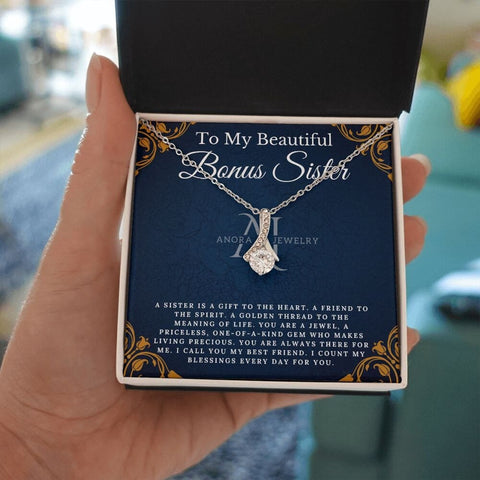 To My Beautiful
Bonus Sister
ANORA JEWELRY
A SISTER IS A GIFT TO THE HEART, A FRIEND TO
THE SPIRIT, A GOLDEN THREAD TO THE
MEANING OF LIFE. YOU ARE A JEWEL, A
PRICELESS, ONE-OF-A-KIND GEM WHO MAKES
LIVING PRECIOUS. YOU ARE ALWAYS THERE FOR
ME. I CALL YOU MY BEST FRIEND. I COUNT MY
BLESSINGS EVERY DAY FOR YOU.